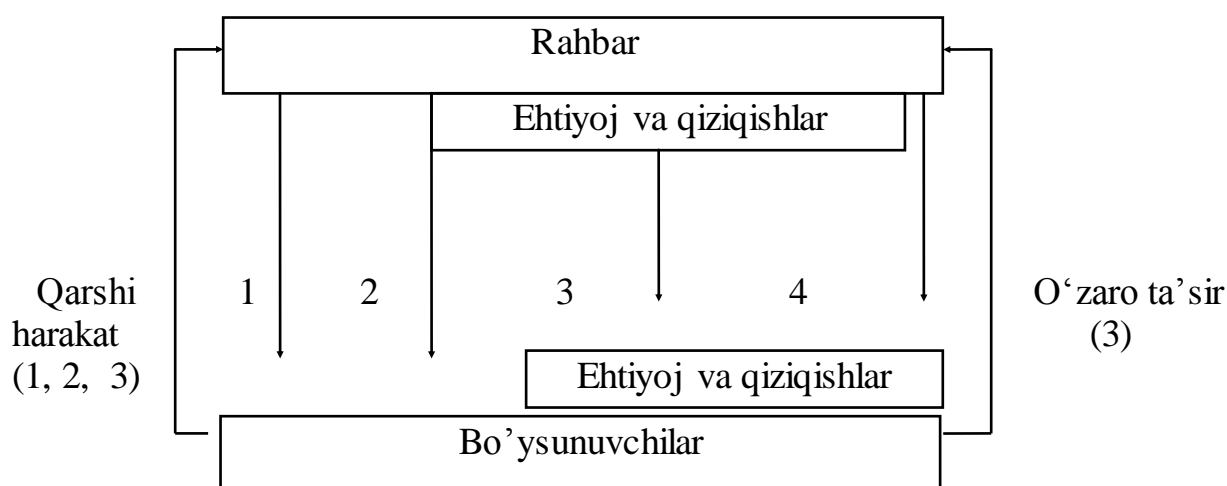 Rahbar
Ehtiyoj va qiziqishlar
Qarshi
harakat
(1, 2, 3)
1
2
3
4
O‘zaro ta’sir
(3)
Ehtiyoj va qiziqishlar
Bo’ysunuvchilar